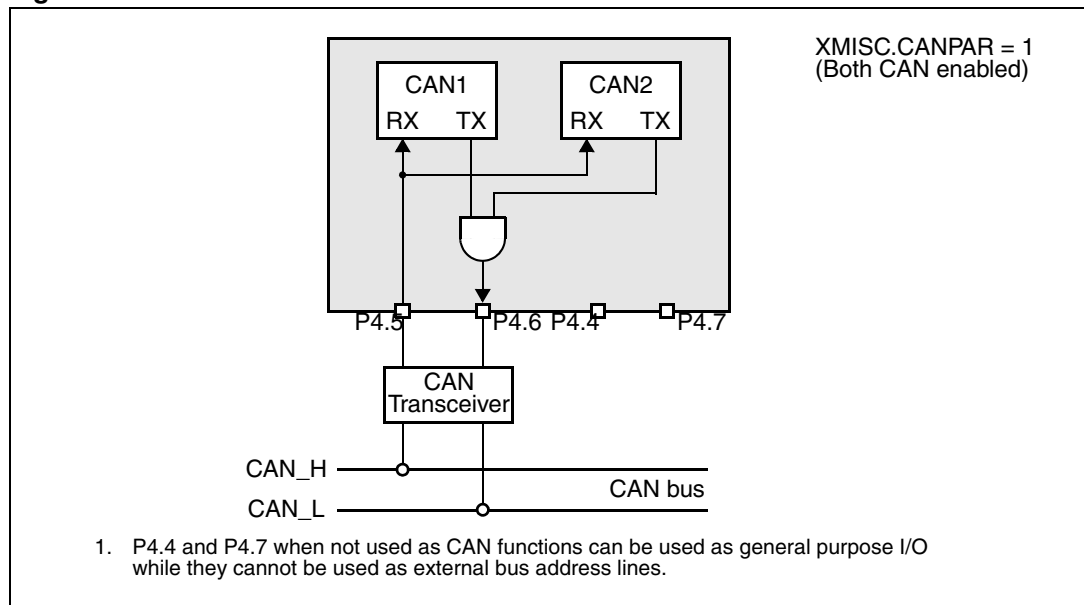 XMISC.CANPAR = 1
(Both CAN enabled)
CAN1
CAN2
RX TX
RX TX
P4.5
P4.6
P4.4
P4.7
CAN
Transceiver
CAN_H
CAN bus
CAN_L
1. P4.4 and P4.7 when not used as CAN functions can be used as general purpose I/O
while they cannot be used as external bus address lines.